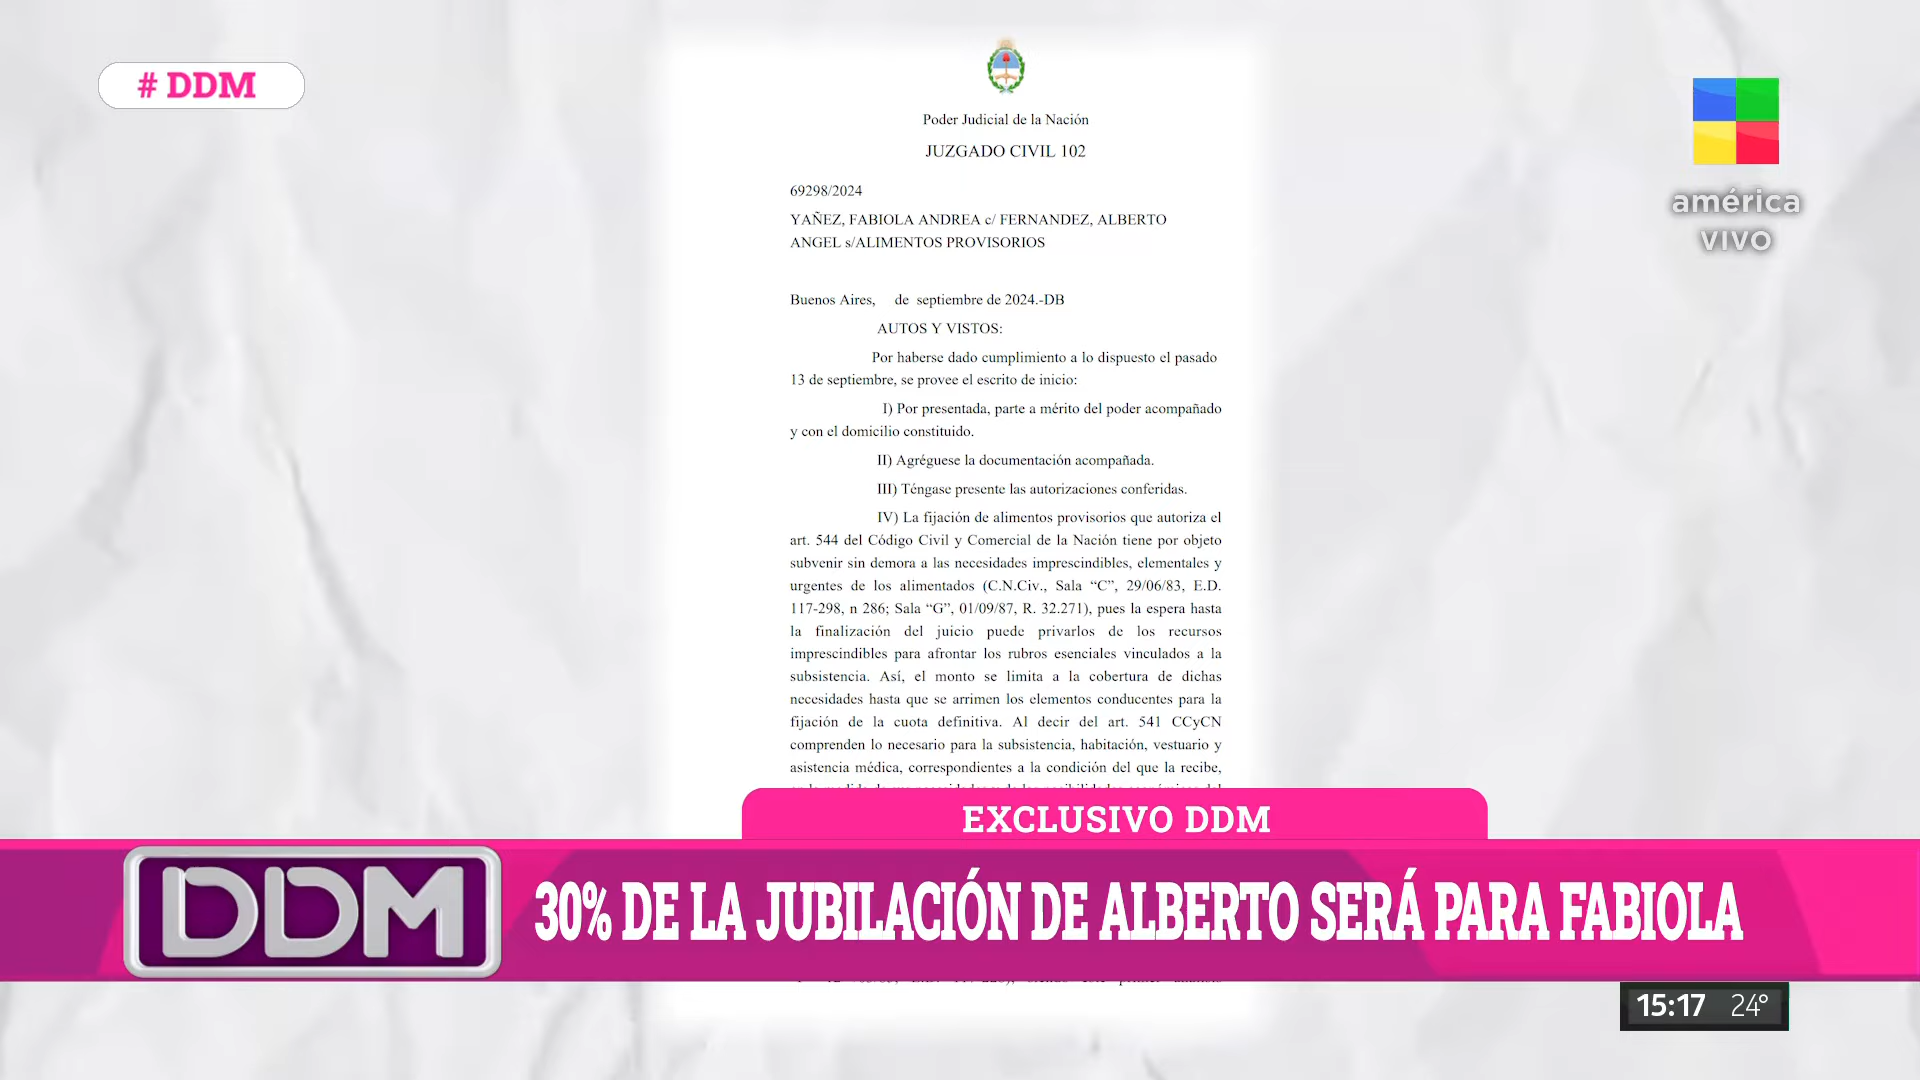 # DDM
Poder Judicial de la Nación
JUZGADO CIVIL 102
69298/2024
YAÑEZ, FABIOLA ANDREA c/ FERNANDEZ, ALBERTO
ANGEL s/ALIMENTOS PROVISORIOS
Buenos Aires, de septiembre de 2024.-DB
AUTOS Y VISTOS:
Por haberse dado cumplimiento a lo dispuesto el pasado
13 de septiembre, se provee el escrito de inicio:
I) Por presentada, parte a mérito del poder acompañado
y con el domicilio constituido.
II) Agréguese la documentación acompañada.
III) Téngase presente las autorizaciones conferidas.
IV) La fijación de alimentos provisorios que autoriza el
art. 544 del Código Civil y Comercial de la Nación tiene por objeto
subvenir sin demora a las necesidades imprescindibles, elementales y
urgentes de los alimentados (C.N.Civ., Sala “C”, 29/06/83, E.D.
117-298, n 286; Sala “G”, 01/09/87, R. 32.271), pues la espera hasta
la finalización del juicio puede privarlos de los recursos
imprescindibles para afrontar los rubros esenciales vinculados a la
subsistencia. Así, el monto se limita a la cobertura de dichas
necesidades hasta que se arrimen los elementos conducentes para la
fijación de la cuota definitiva. Al decir del art. 541 CCyCN
comprenden lo necesario para la subsistencia, habitación, vestuario y
asistencia médica, correspondientes a la condición del que la recibe,
américa
VIVO
EXCLUSIVO DDM
DDM
30% DE LA JUBILACIÓN DE ALBERTO SERÁ PARA FABIOLA
15:17 24°